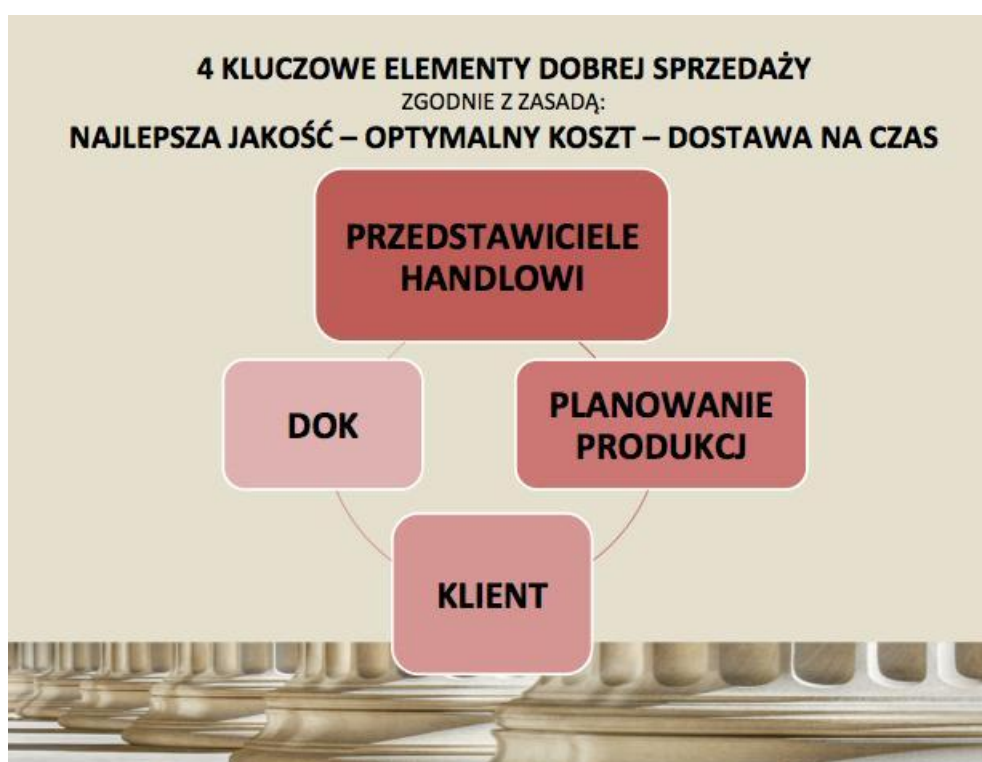 4 KLUCZOWE ELEMENTY DOBREJ SPRZEDAŻY
ZGODNIE Z ZASADĄ:
NAJLEPSZA JAKOŚĆ – OPTYMALNY KOSZT – DOSTAWA NA CZAS
PRZEDSTAWICIELE
HANDLOWI
DOK
PLANOWANIE
PRODUKCJ
KLIENT